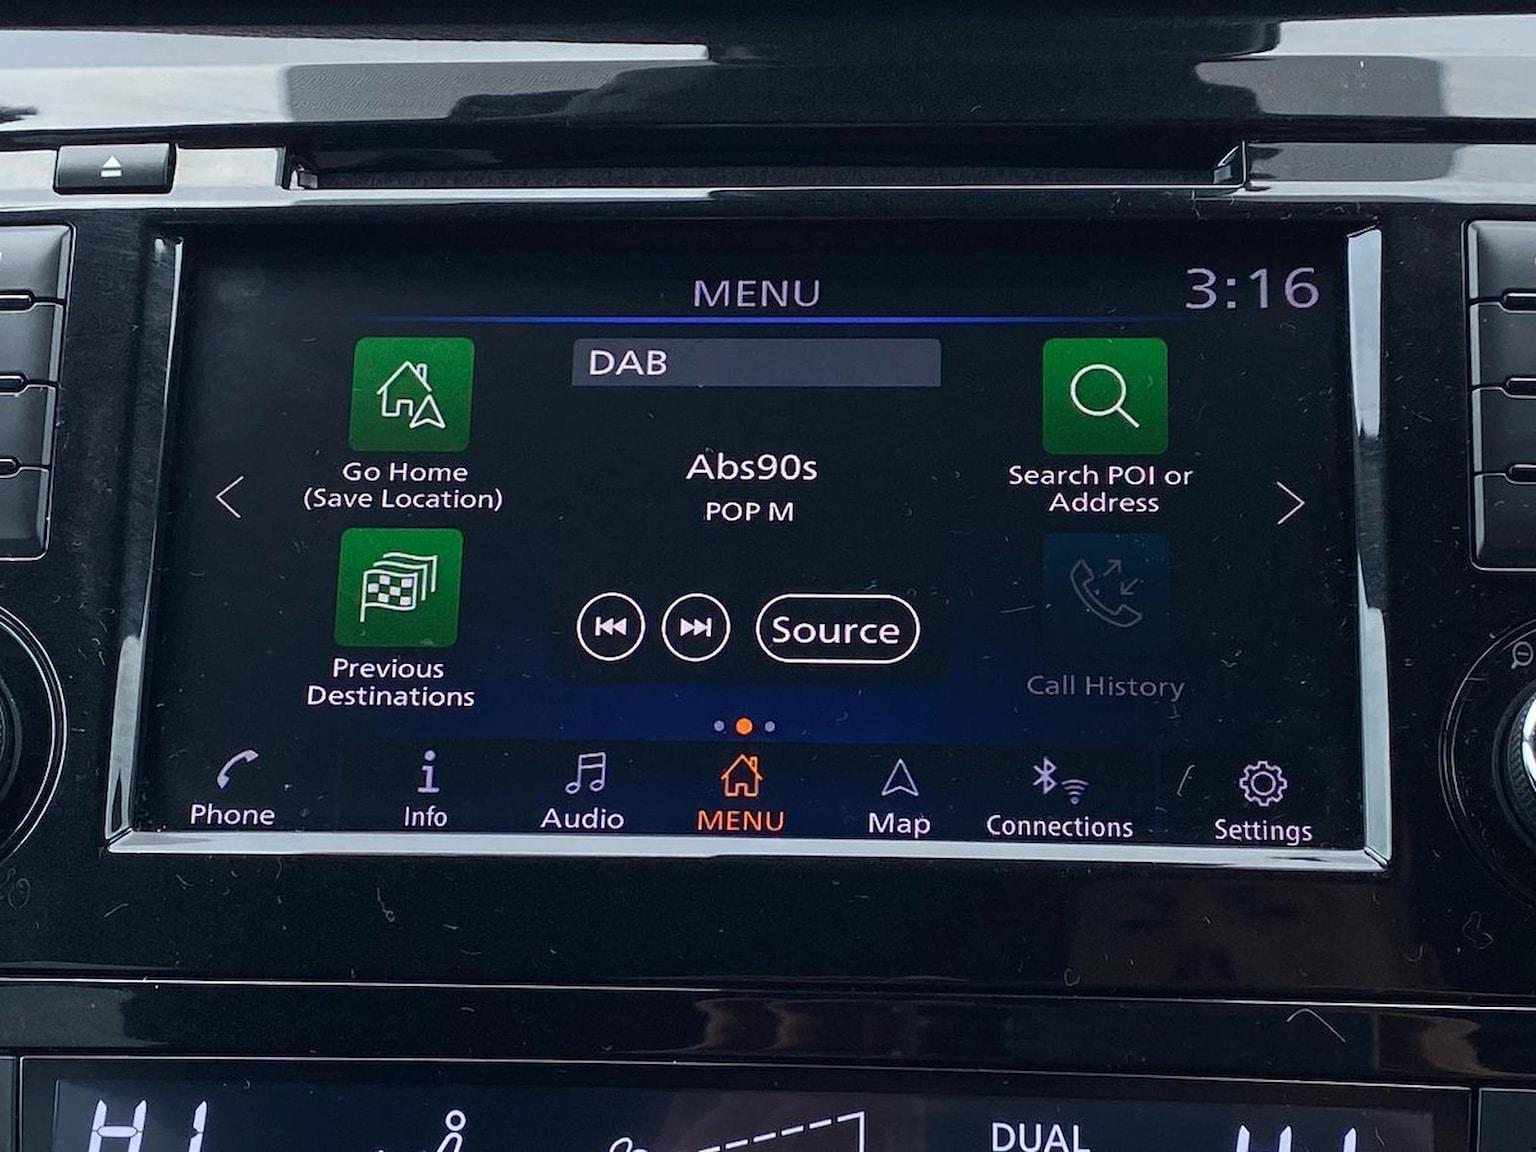 MENU
3:16
DAB
Go Home
(Save Location)
Abs90s
POP M
Search POI or
Address
Previous
Destinations
Source
Call History
Phone
Info
Audio
MENU
Map
Connections
Settings
HI
DUAL